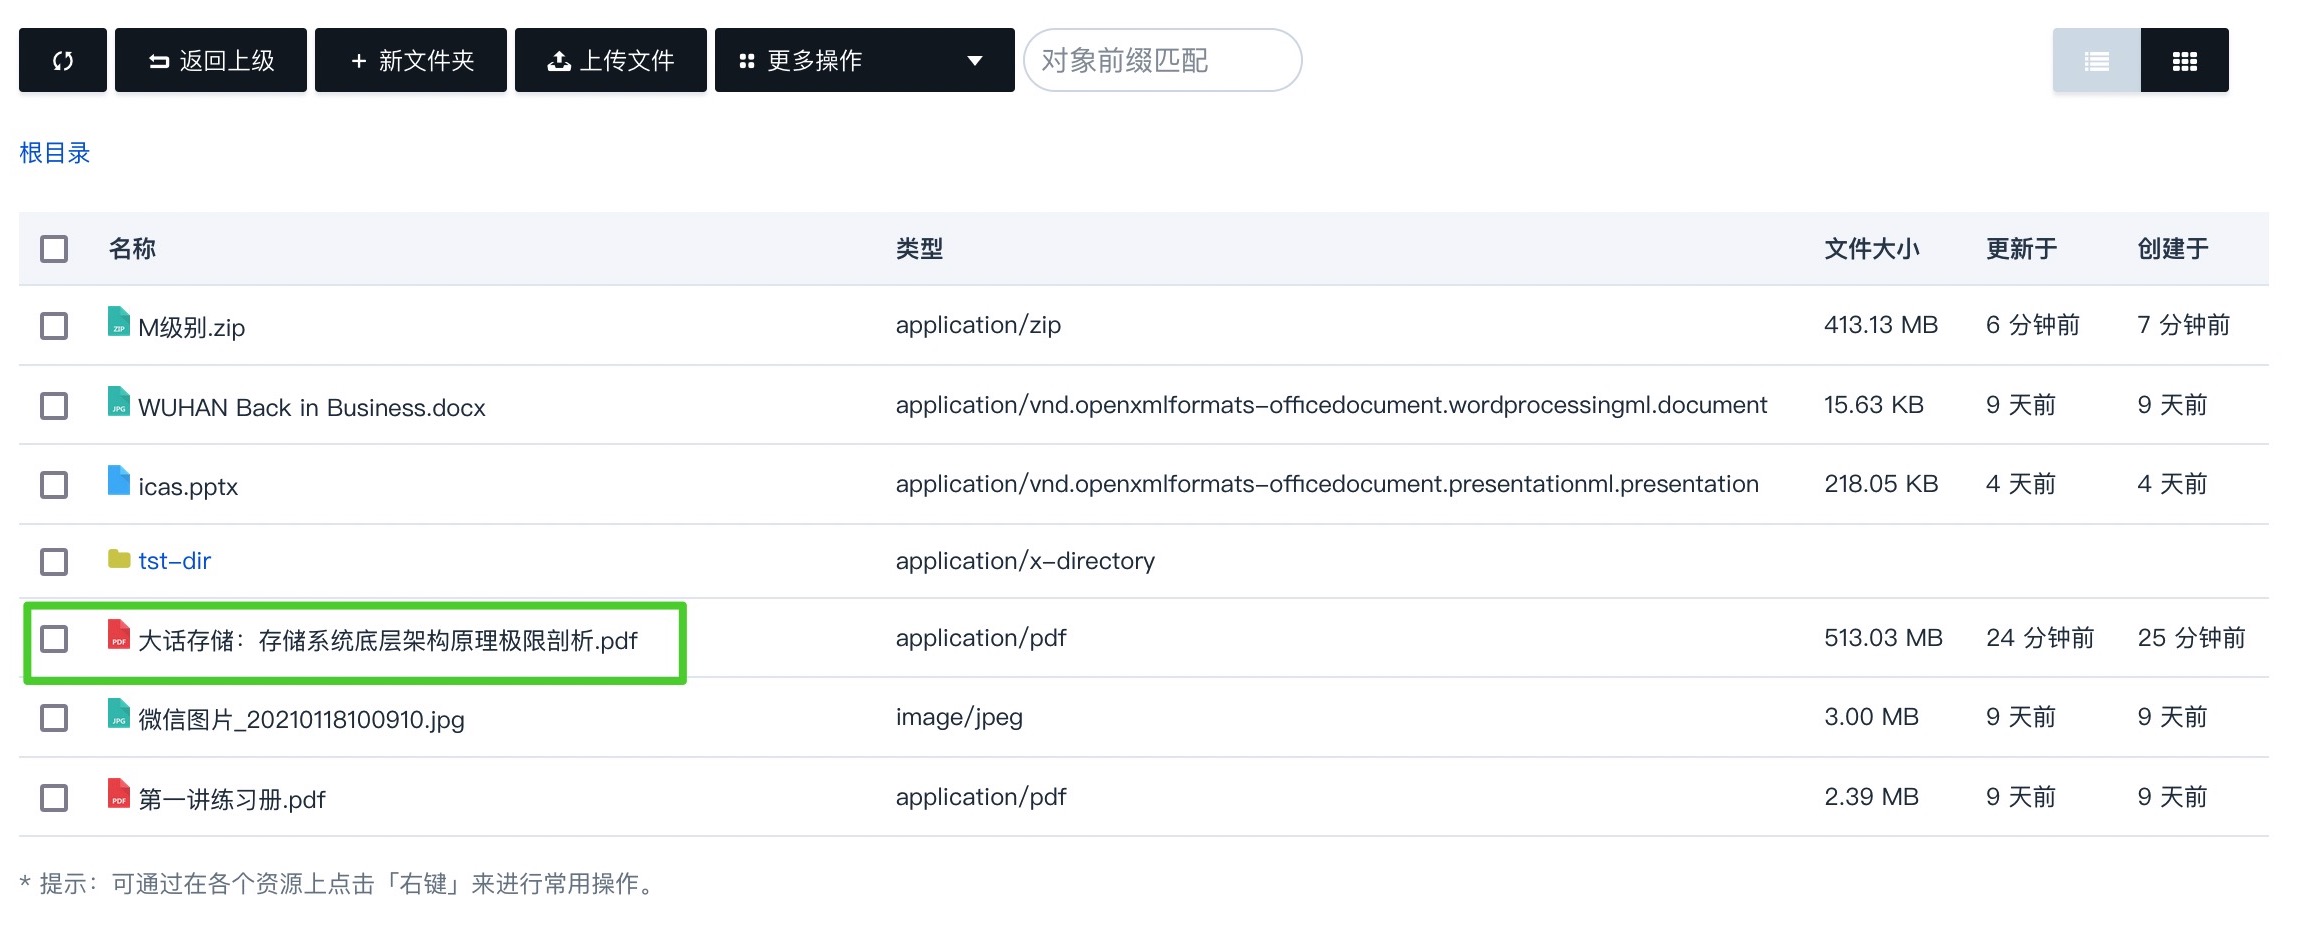 返回上级 + 新文件夹 上传文件 更多操作 对象前缀匹配
根目录
名称 类型 文件大小 更新于 创建于
ZIP M级别.zip application/zip 413.13 MB 6 分钟前 7 分钟前
JPG WUHAN Back in Business.docx application/vnd.openxmlformats-officedocument.wordprocessingml.document 15.63 KB 9 天前 9 天前
icas.pptx application/vnd.openxmlformats-officedocument.presentationml.presentation 218.05 KB 4 天前 4 天前
tst-dir application/x-directory
PDF 大话存储：存储系统底层架构原理极限剖析.pdf application/pdf 513.03 MB 24 分钟前 25 分钟前
JPG 微信图片_20210118100910.jpg image/jpeg 3.00 MB 9 天前 9 天前
PDF 第一讲练习册.pdf application/pdf 2.39 MB 9 天前 9 天前
* 提示：可通过在各个资源上点击「右键」来进行常用操作。